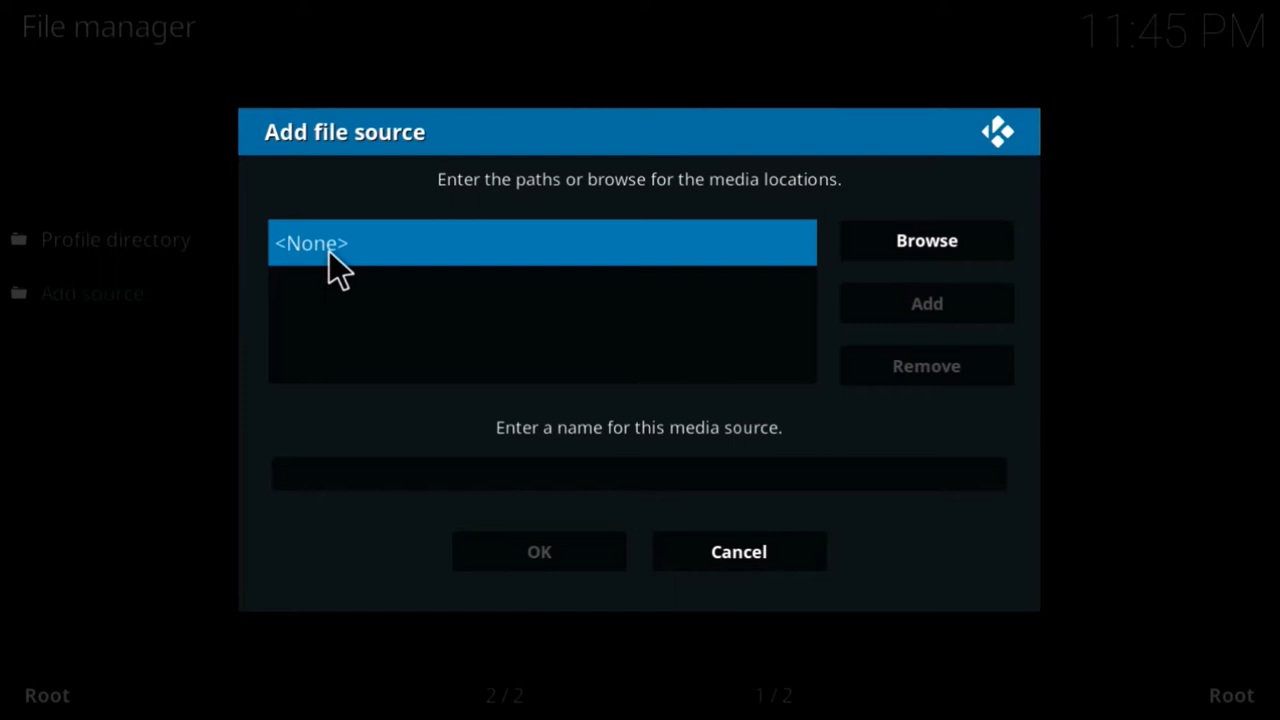 File manager
11:45 PM
Add file source
Enter the paths or browse for the media locations.
Profile directory
<None>
Browse
Add source
Add
Remove
Enter a name for this media source.
OK
Cancel
Root
2 / 2
1 / 2
Root